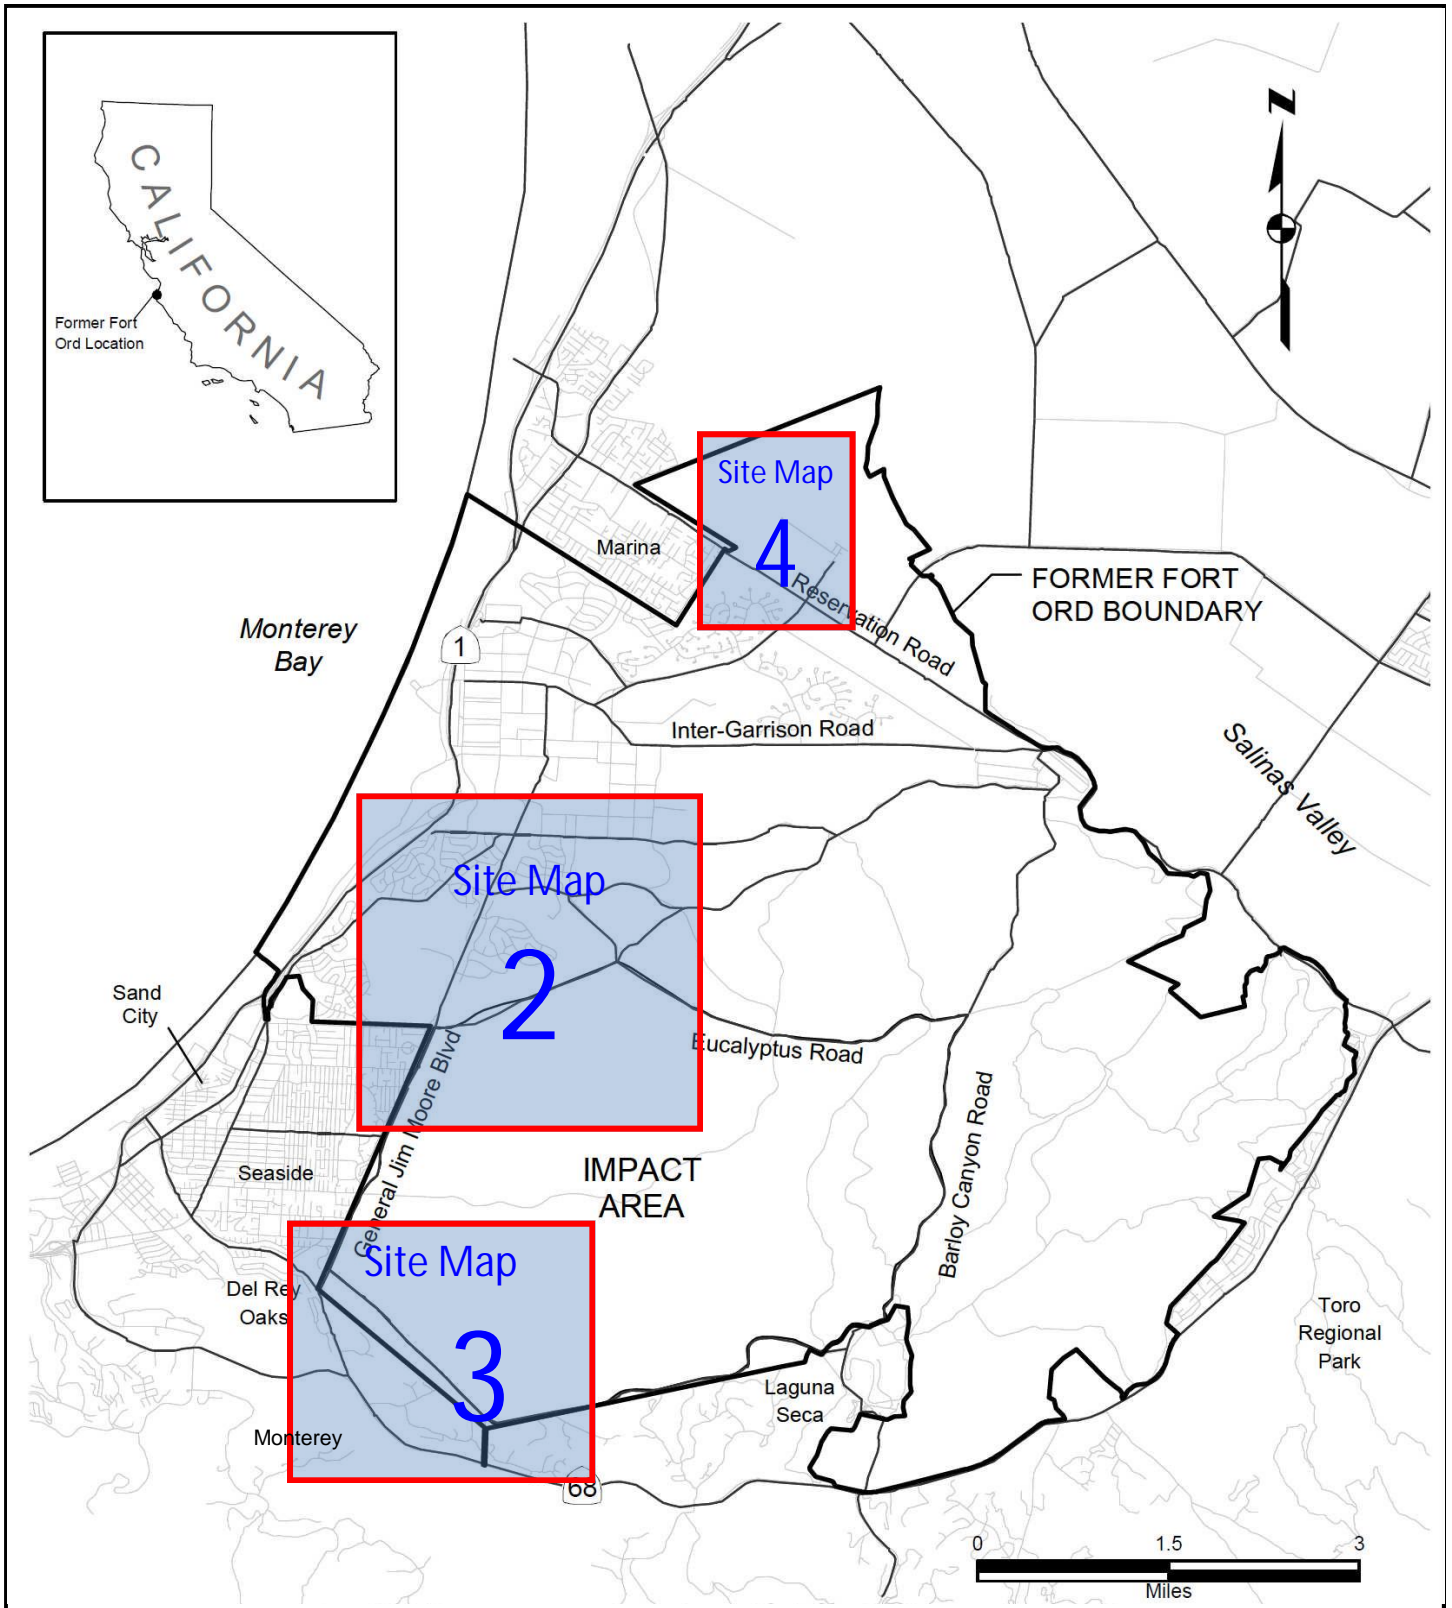 CALIFORNIA
Former Fort
Ord Location
N
Site Map
4
Marina
Reservation Road
FORMER FORT
ORD BOUNDARY
Monterey
Bay
1
Inter-Garrison Road
Salinas Valley
Site Map
2
Sand
City
Eucalyptus Road
General Jim Moore Blvd
Barloy Canyon Road
Seaside
IMPACT
AREA
Site Map
3
Del Rey
Oaks
Toro
Regional
Park
Laguna
Seca
Monterey
68
0 1.5 3
Miles